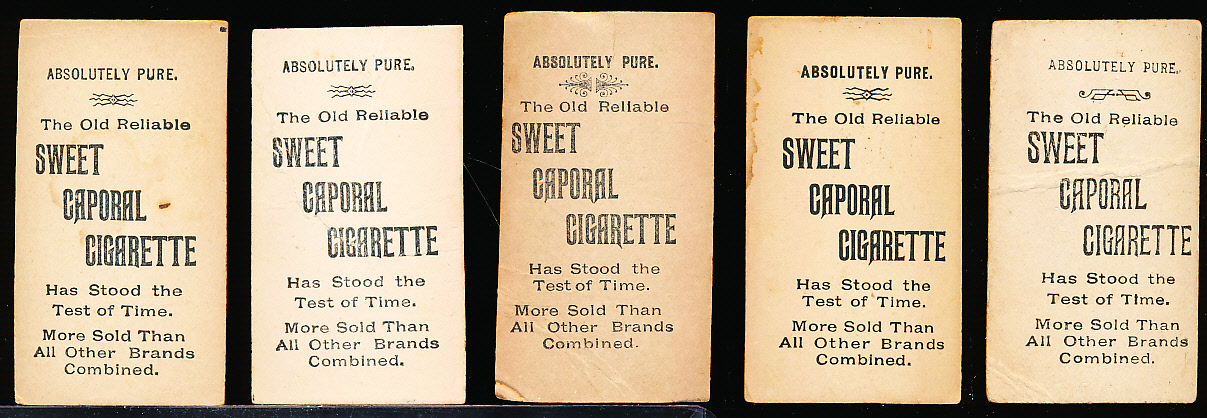 ABSOLUTELY PURE.
The Old Reliable
SWEET
CAPORAL
CIGARETTE
Has Stood the
Test of Time.
More Sold Than
All Other Brands
Combined.
ABSOLUTELY PURE.
The Old Reliable
SWEET
CAPORAL
CIGARETTE
Has Stood the
Test of Time.
More Sold Than
All Other Brands
Combined.
ABSOLUTELY PURE.
The Old Reliable
SWEET
CAPORAL
CIGARETTE
Has Stood the
Test of Time.
More Sold Than
All Other Brands
Combined.
ABSOLUTELY PURE.
The Old Reliable
SWEET
CAPORAL
CIGARETTE
Has Stood the
Test of Time.
More Sold Than
All Other Brands
Combined.
ABSOLUTELY PURE.
The Old Reliable
SWEET
CAPORAL
CIGARETTE
Has Stood the
Test of Time.
More Sold Than
All Other Brands
Combined.